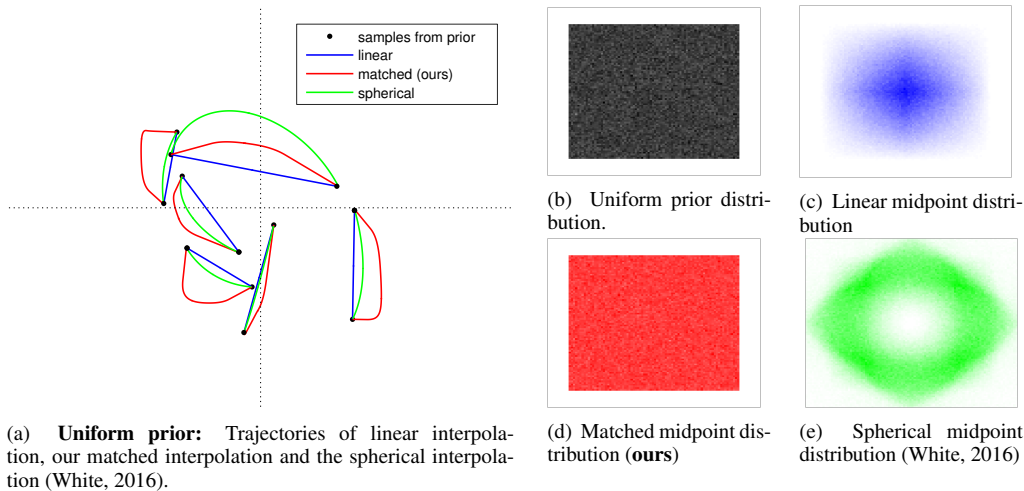 samples from prior
linear
matched (ours)
spherical
(a) Uniform prior: Trajectories of linear interpola-
tion, our matched interpolation and the spherical interpola-
tion (White, 2016).
(b) Uniform prior distri-
bution.
(c) Linear midpoint distri-
bution
(d) Matched midpoint dis-
tribution (ours)
(e) Spherical midpoint
distribution (White, 2016)